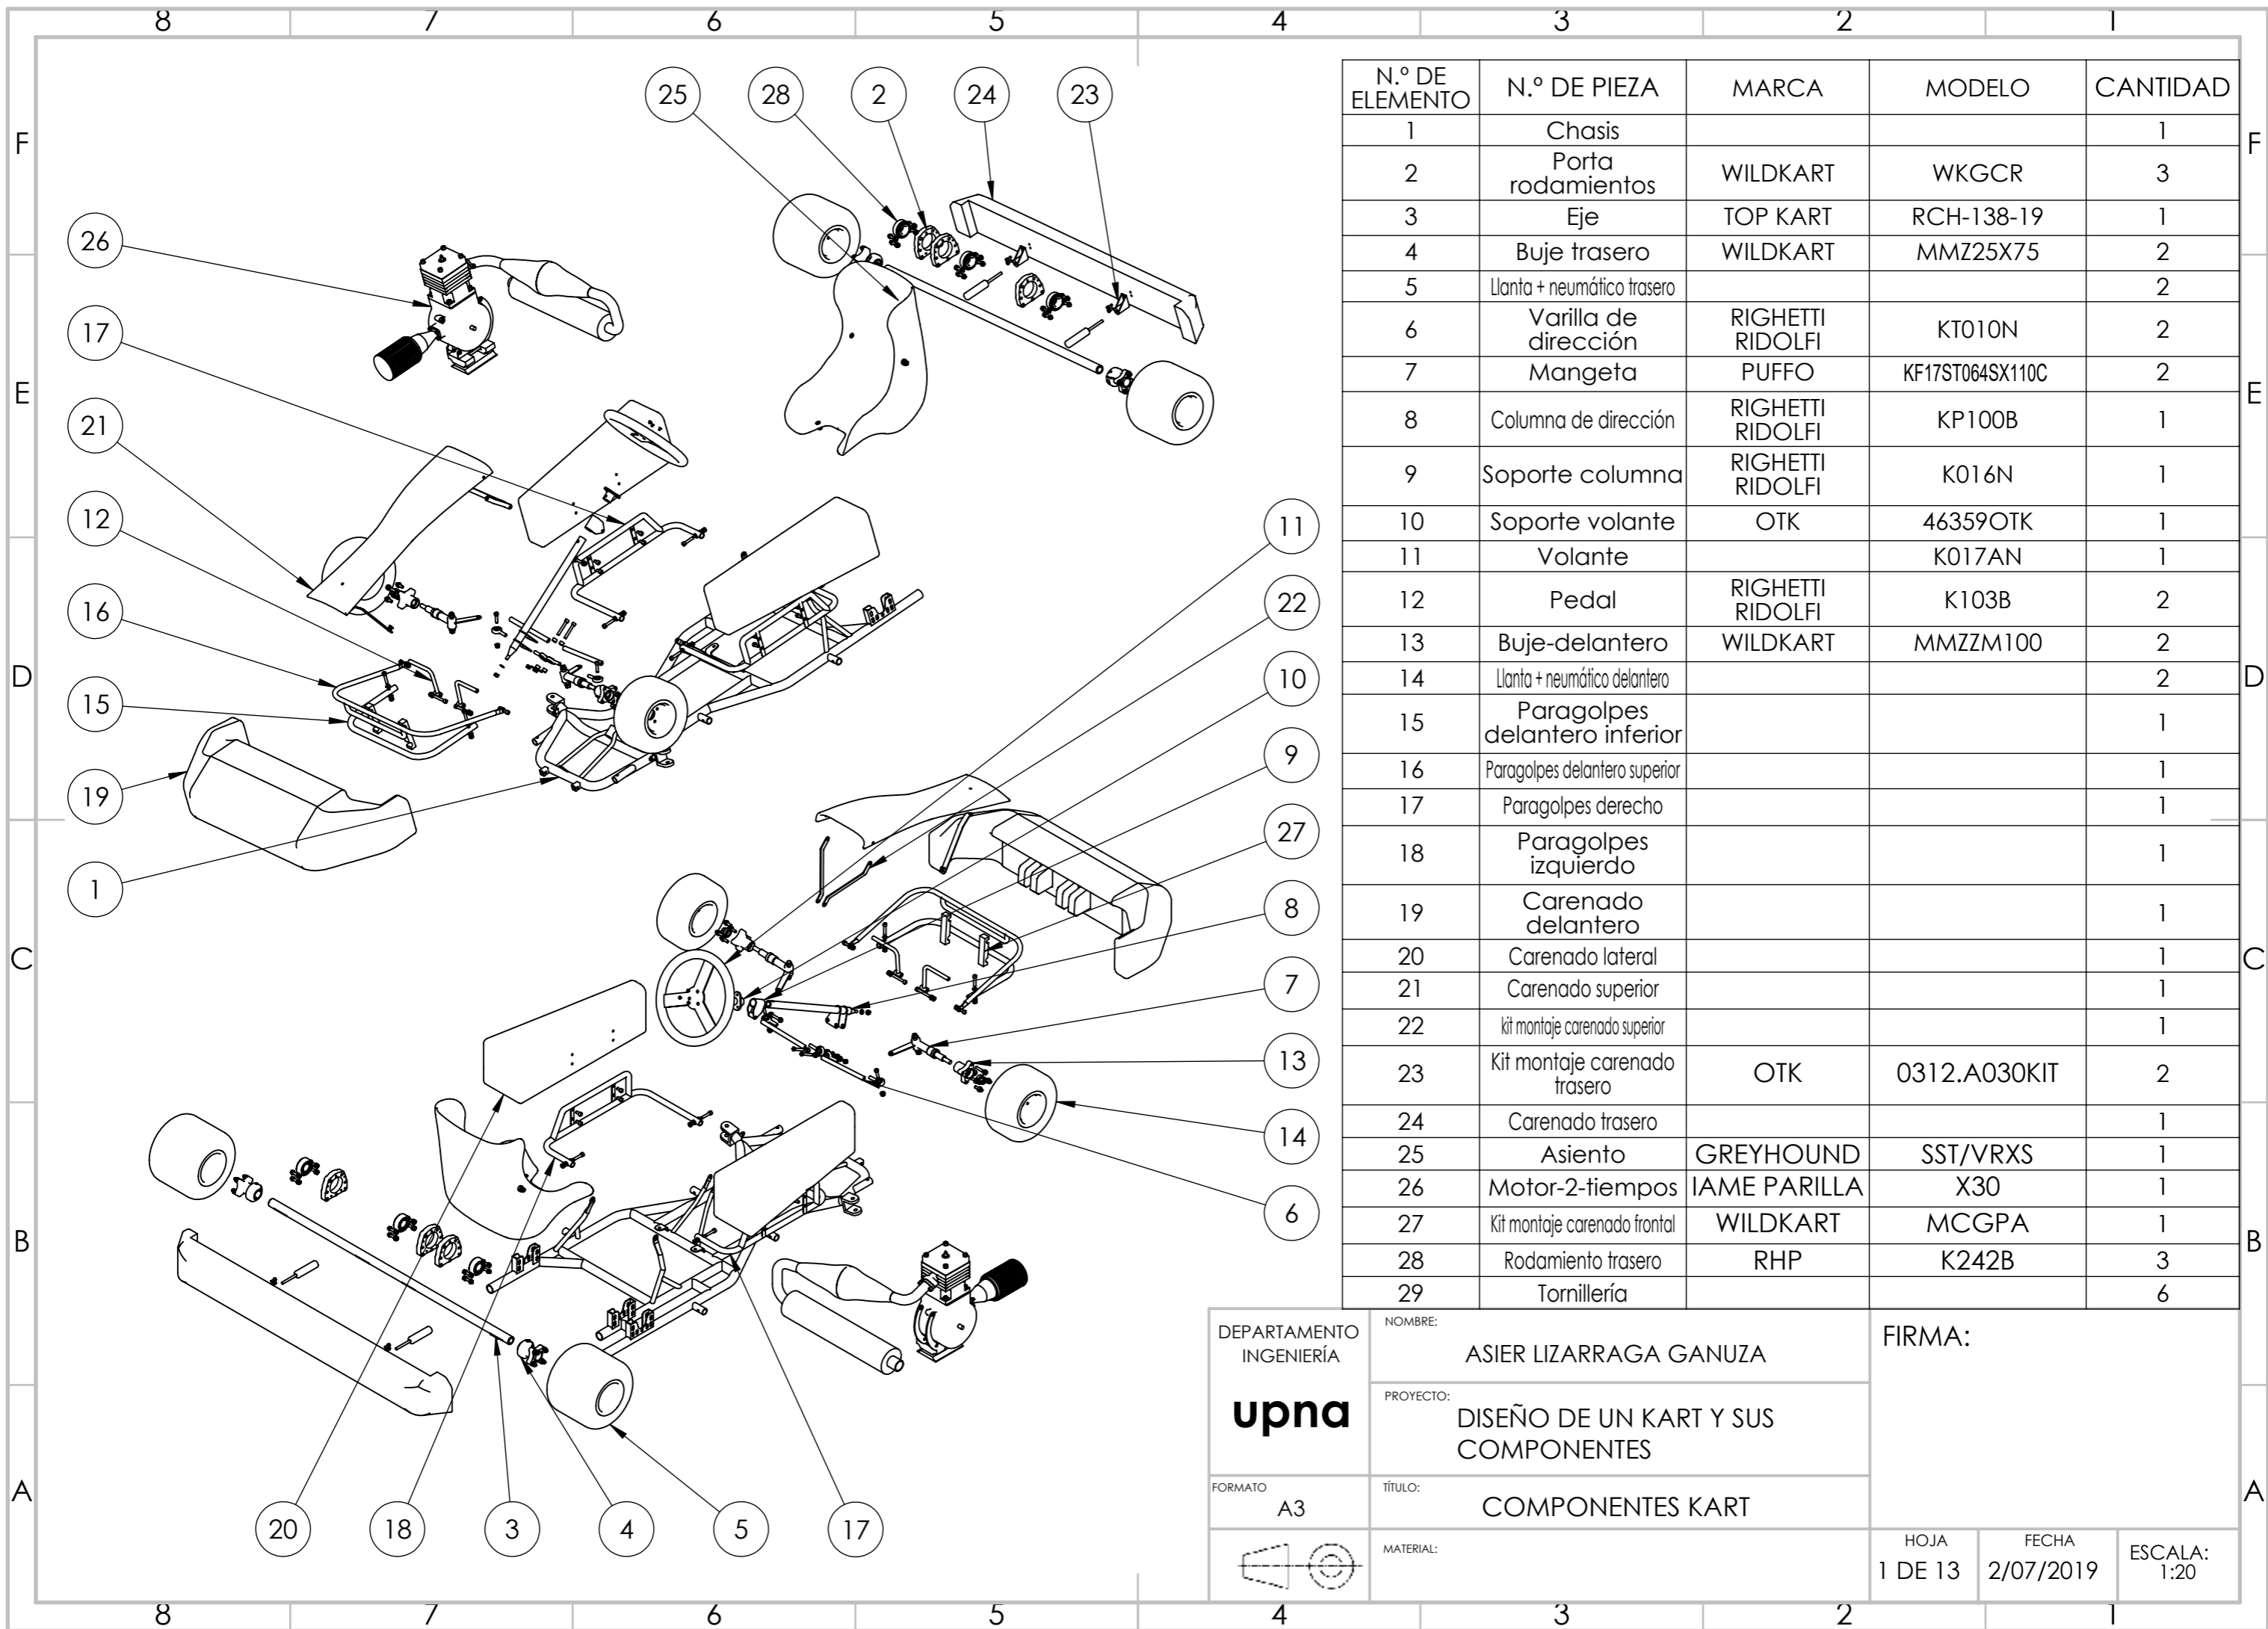 8 7 6 5 4 3 2 1
F
E
D
C
B
A
25 28 2 24 23
26
17
21
12
16
15
19
1
11
22
10
9
27
8
7
13
14
6
20 18 3 4 5 17
N.º DE ELEMENTO N.º DE PIEZA MARCA MODELO CANTIDAD
1 Chasis 1
2 Porta rodamientos WILDKART WKGCR 3
3 Eje TOP KART RCH-138-19 1
4 Buje trasero WILDKART MMZ25X75 2
5 Llanta + neumático trasero 2
6 Varilla de dirección RIGHETTI RIDOLFI KT010N 2
7 Mangeta PUFFO KF17ST064SX110C 2
8 Columna de dirección RIGHETTI RIDOLFI KP100B 1
9 Soporte columna RIGHETTI RIDOLFI K016N 1
10 Soporte volante OTK 46359OTK 1
11 Volante K017AN 1
12 Pedal RIGHETTI RIDOLFI K103B 2
13 Buje-delantero WILDKART MMZZM100 2
14 Llanta + neumático delantero 2
15 Paragolpes delantero inferior 1
16 Paragolpes delantero superior 1
17 Paragolpes derecho 1
18 Paragolpes izquierdo 1
19 Carenado delantero 1
20 Carenado lateral 1
21 Carenado superior 1
22 kit montaje carenado superior 1
23 Kit montaje carenado trasero OTK 0312.A030KIT 2
24 Carenado trasero 1
25 Asiento GREYHOUND SST/VRXS 1
26 Motor-2-tiempos IAME PARILLA X30 1
27 Kit montaje carenado frontal WILDKART MCGPA 1
28 Rodamiento trasero RHP K242B 3
29 Tornillería 6
F
E
D
C
B
A
DEPARTAMENTO
INGENIERÍA
upna
NOMBRE:
ASIER LIZARRAGA GANUZA
FIRMA:
PROYECTO:
DISEÑO DE UN KART Y SUS
COMPONENTES
FORMATO
A3
TÍTULO:
COMPONENTES KART
MATERIAL:
HOJA
1 DE 13
FECHA
2/07/2019
ESCALA:
1:20
8 7 6 5 4 3 2 1